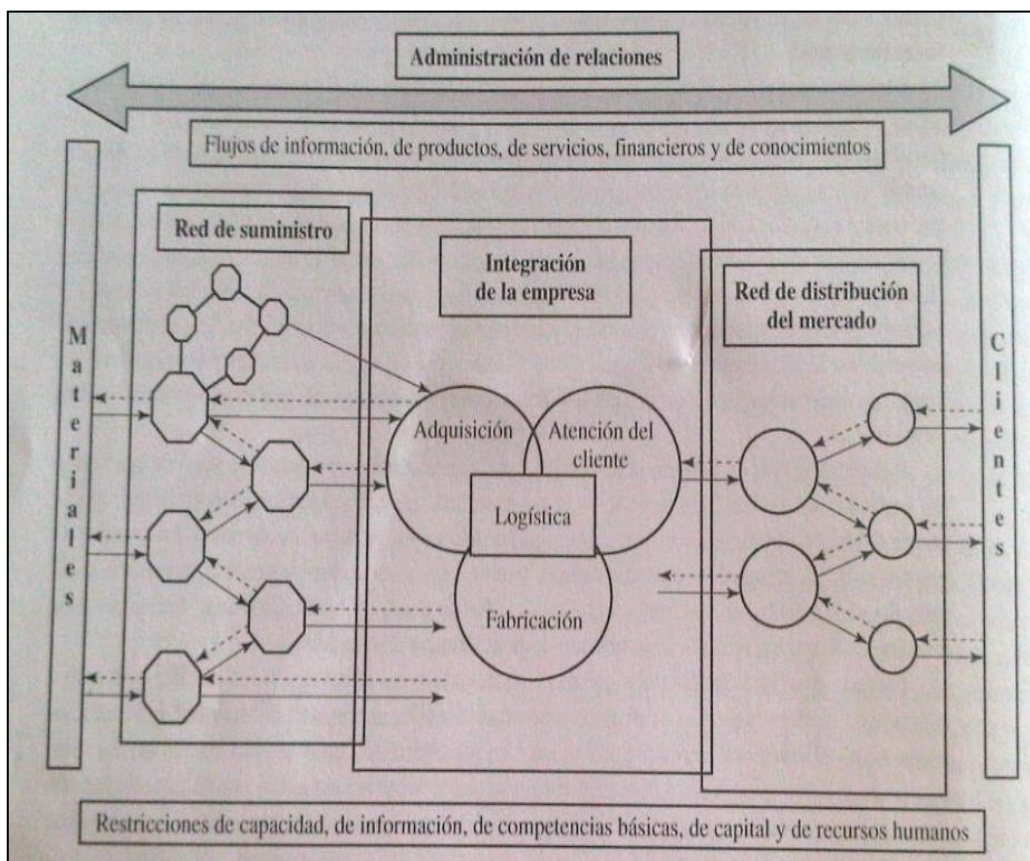 Administración de relaciones
Flujos de información, de productos, de servicios, financieros y de conocimientos
Red de suministro
Integración
de la empresa
Red de distribución
del mercado
Materiales
Clientes
Adquisición
Atención del
cliente
Logística
Fabricación
Restricciones de capacidad, de información, de competencias básicas, de capital y de recursos humanos